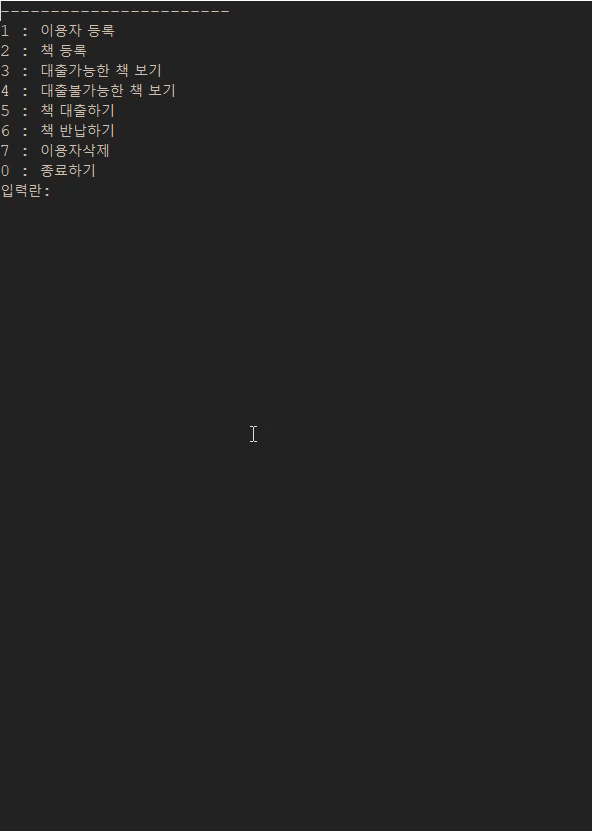 -----------------------
1 : 이용자 등록
2 : 책 등록
3 : 대출가능한 책 보기
4 : 대출불가능한 책 보기
5 : 책 대출하기
6 : 책 반납하기
7 : 이용자삭제
0 : 종료하기
입력란: